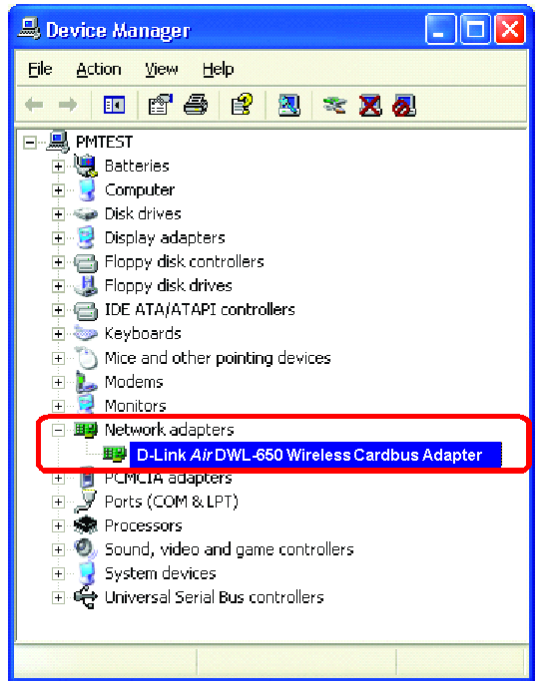 Device Manager
File Action View Help
PMTEST
Batteries
Computer
Disk drives
Display adapters
Floppy disk controllers
Floppy disk drives
IDE ATA/ATAPI controllers
Keyboards
Mice and other pointing devices
Modems
Monitors
Network adapters
D-Link Air DWL-650 Wireless Cardbus Adapter
PCMCIA adapters
Ports (COM & LPT)
Processors
Sound, video and game controllers
System devices
Universal Serial Bus controllers